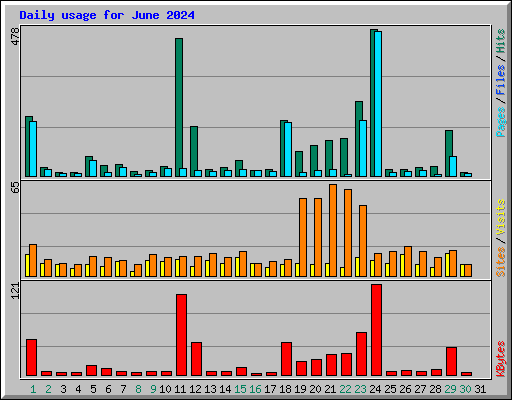 Daily usage for June 2024
478
Pages / Files / Hits
65
Sites / Visits
121
KBytes
1 2 3 4 5 6 7 8 9 10 11 12 13 14 15 16 17 18 19 20 21 22 23 24 25 26 27 28 29 30 31